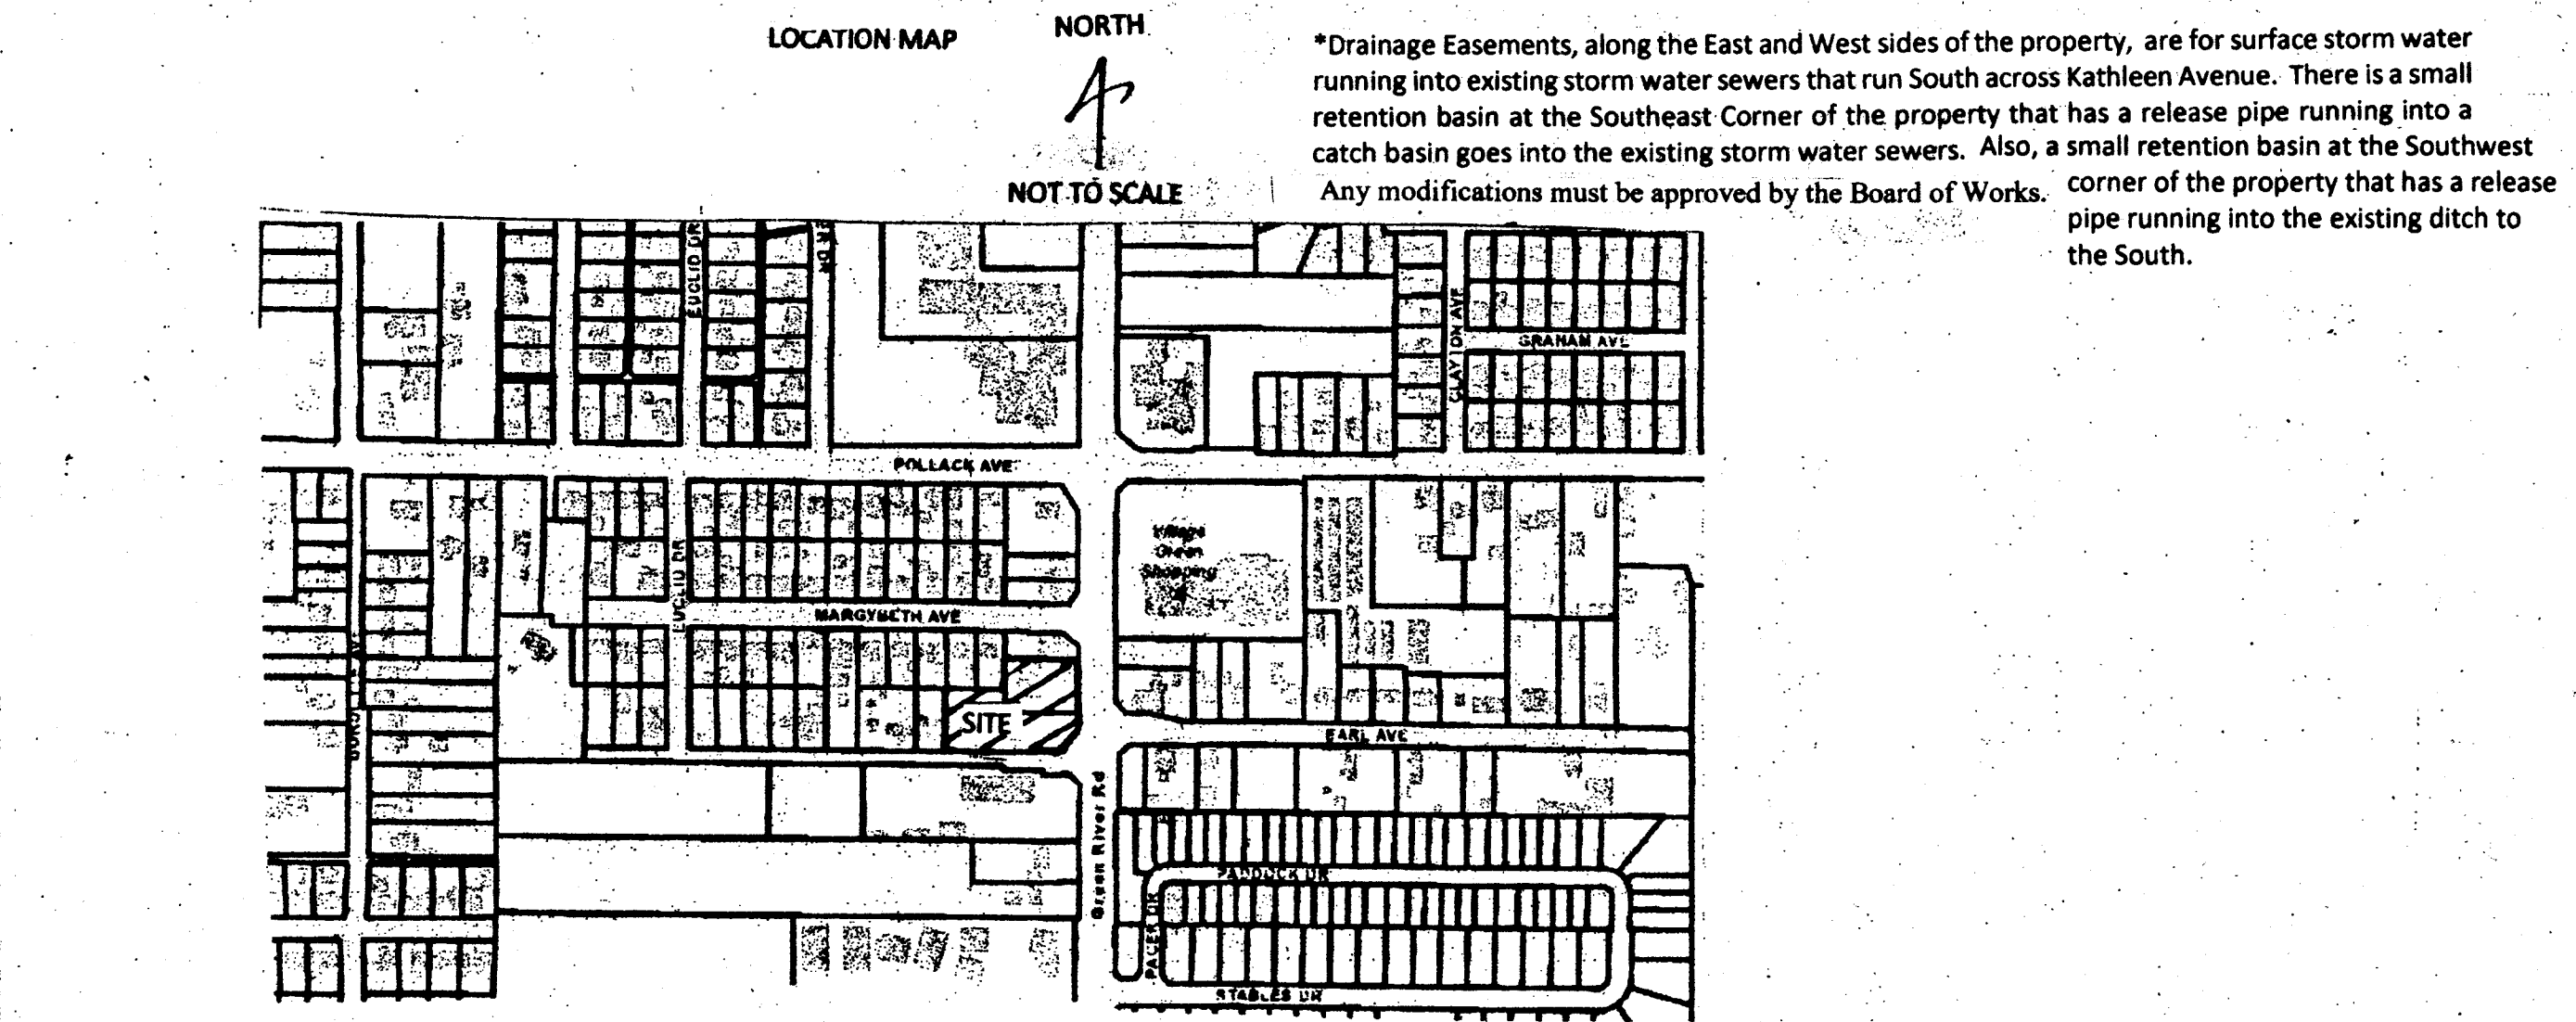 LOCATION MAP
NORTH
NOT TO SCALE
*Drainage Easements, along the East and West sides of the property, are for surface storm water
running into existing storm water sewers that run South across Kathleen Avenue. There is a small
retention basin at the Southeast Corner of the property that has a release pipe running into a
catch basin goes into the existing storm water sewers. Also, a small retention basin at the Southwest
corner of the property that has a release
pipe running into the existing ditch to
the South.
Any modifications must be approved by the Board of Works.
EUCLID DR
ER DR
CLAYTON AVE
GRAHAM AVE
POLLACK AVE
Village
Green
Shopping
EUCLID DR
MARGYBETH AVE
SITE
EARL AVE
Green River Rd
PADDOCK DR
PACER DR
STABLES DR